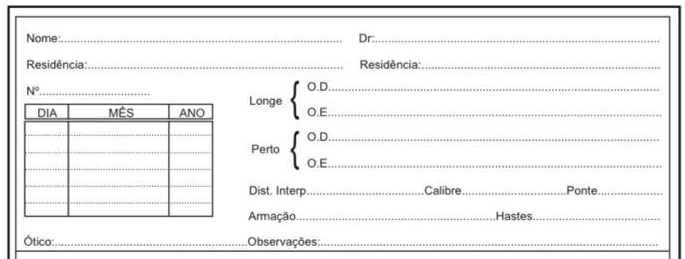 Nome: Dr:
Residência: Residência:
Nº
DIA MÊS ANO
Longe O.D. O.E.
Perto O.D. O.E.
Dist. Interp. Calibre Ponte
Armação Hastes
Ótico: Observações: